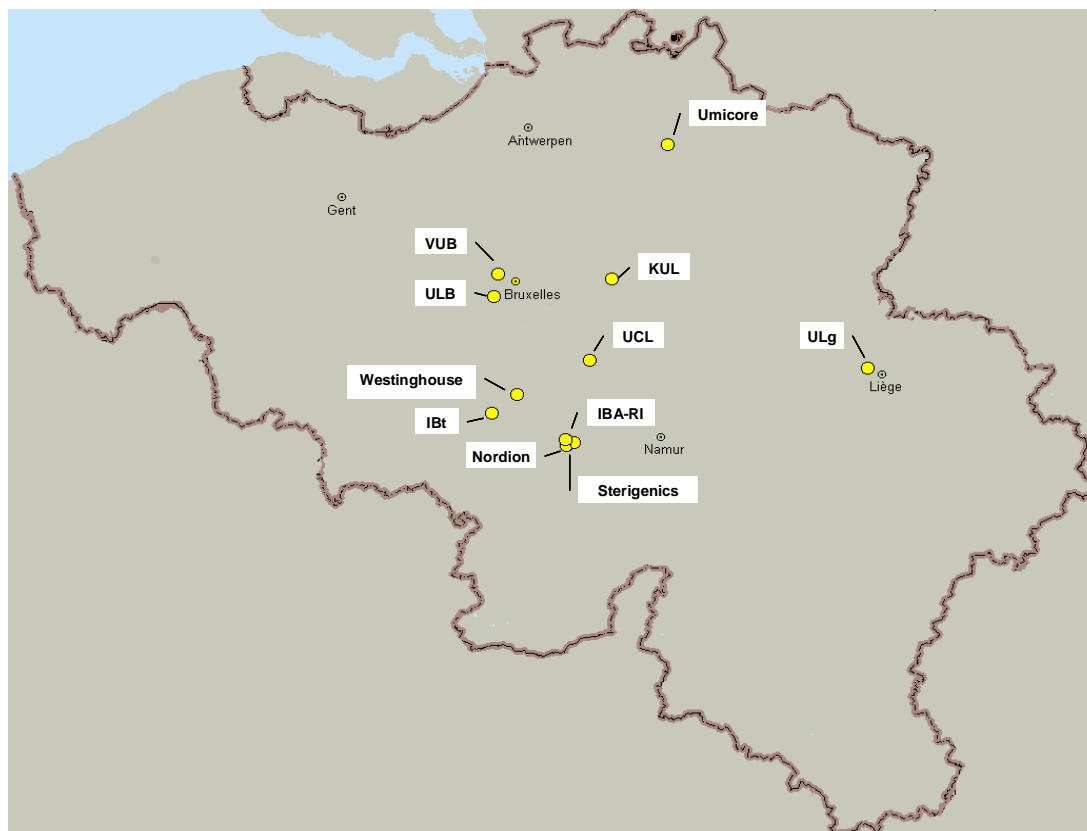 Umicore
Antwerpen
Gent
VUB
KUL
ULB
Bruxelles
UCL
ULg
Westinghouse
Liège
IBt
IBA-RI
Nordion
Namur
Sterigenics